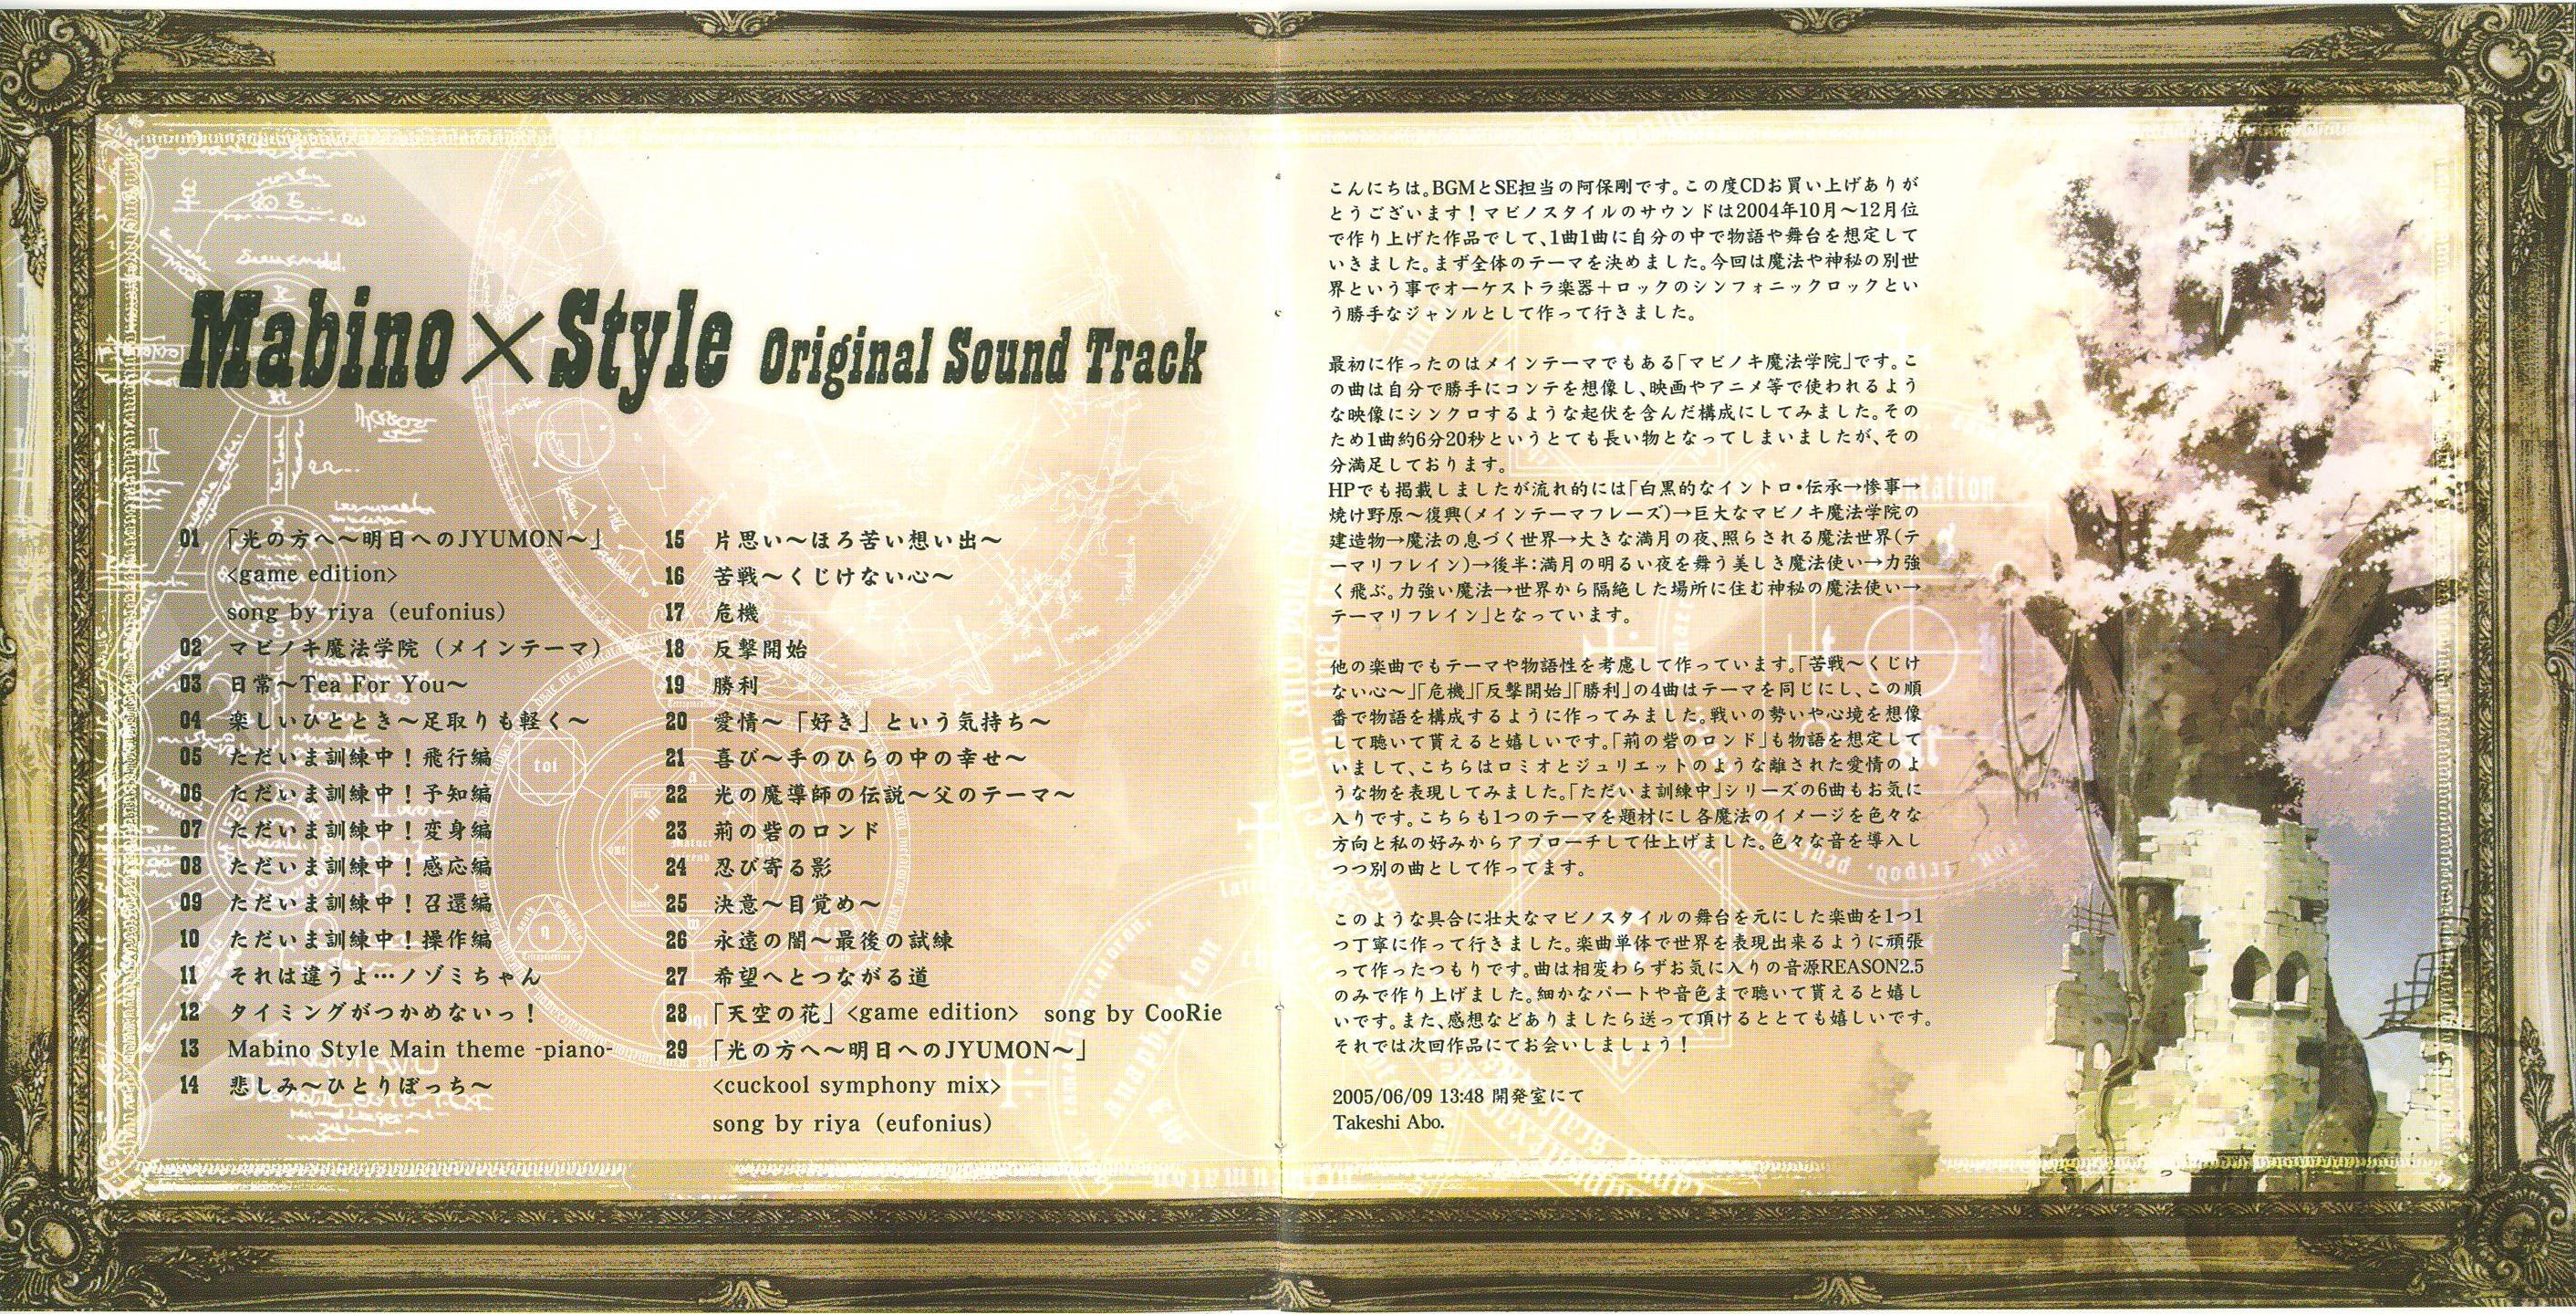 Mabino×Style Original Sound Track
01 「光の方へ～明日へのJYUMON～」
<game edition>
song by riya (eufonius)
02 マビノキ魔法学院（メインテーマ）
03 日常～Tea For You～
04 楽しいひととき～足取りも軽く～
05 ただいま訓練中！飛行編
06 ただいま訓練中！予知編
07 ただいま訓練中！変身編
08 ただいま訓練中！感応編
09 ただいま訓練中！召還編
10 ただいま訓練中！操作編
11 それは違うよ…ノゾミちゃん
12 タイミングがつかめないっ！
13 Mabino Style Main theme -piano-
14 悲しみ～ひとりぼっち～
15 片思い～ほろ苦い想い出～
16 苦戦～くじけない心～
17 危機
18 反撃開始
19 勝利
20 愛情～「好き」という気持ち～
21 喜び～手のひらの中の幸せ～
22 光の魔導師の伝説～父のテーマ～
23 荊の砦のロンド
24 忍び寄る影
25 決意～目覚め～
26 永遠の闇～最後の試練
27 希望へとつながる道
28 「天空の花」<game edition> song by CooRie
29 「光の方へ～明日へのJYUMON～」
<cuckool symphony mix>
song by riya (eufonius)
こんにちは。BGMとSE担当の阿保剛です。この度CDお買い上げありが
とうございます！マビノスタイルのサウンドは2004年10月～12月位
で作り上げた作品でして、1曲1曲に自分の中で物語や舞台を想定して
いきました。まず全体のテーマを決めました。今回は魔法や神秘の別世
界という事でオーケストラ楽器＋ロックのシンフォニックロックとい
う勝手なジャンルとして作って行きました。
最初に作ったのはメインテーマでもある「マビノキ魔法学院」です。こ
の曲は自分で勝手にコンテを想像し、映画やアニメ等で使われるよう
な映像にシンクロするような起伏を含んだ構成にしてみました。その
ため1曲約6分20秒というとても長い物となってしまいましたが、その
分満足しております。
HPでも掲載しましたが流れ的には「白黒的なイントロ・伝承→惨事→
焼け野原～復興（メインテーマフレーズ）→巨大なマビノキ魔法学院の
建造物→魔法の息づく世界→大きな満月の夜、照らされる魔法世界（テ
ーマリフレイン）→後半：満月の明るい夜を舞う美しき魔法使い→力強
く飛ぶ。力強い魔法→世界から隔絶した場所に住む神秘の魔法使い→
テーマリフレイン」となっています。
他の楽曲でもテーマや物語性を考慮して作っています。「苦戦～くじけ
ない心～」「危機」「反撃開始」「勝利」の4曲はテーマを同じにし、この順
番で物語を構成するように作ってみました。戦いの勢いや心境を想像
して聴いて貰えると嬉しいです。「荊の砦のロンド」も物語を想定して
いまして、こちらはロミオとジュリエットのような離された愛情のよ
うな物を表現してみました。「ただいま訓練中」シリーズの6曲もお気に
入りです。こちらも1つのテーマを題材にし各魔法のイメージを色々な
方向と私の好みからアプローチして仕上げました。色々な音を導入し
つつ別の曲として作ってます。
このような具合に壮大なマビノスタイルの舞台を元にした楽曲を1つ1
つ丁寧に作って行きました。楽曲単体で世界を表現出来るように頑張
って作ったつもりです。曲は相変わらずお気に入りの音源REASON2.5
のみで作り上げました。細かなパートや音色まで聴いて貰えると嬉し
いです。また、感想などありましたら送って頂けるととても嬉しいです。
それでは次回作品にてお会いしましょう！
2005/06/09 13:48 開発室にて
Takeshi Abo.